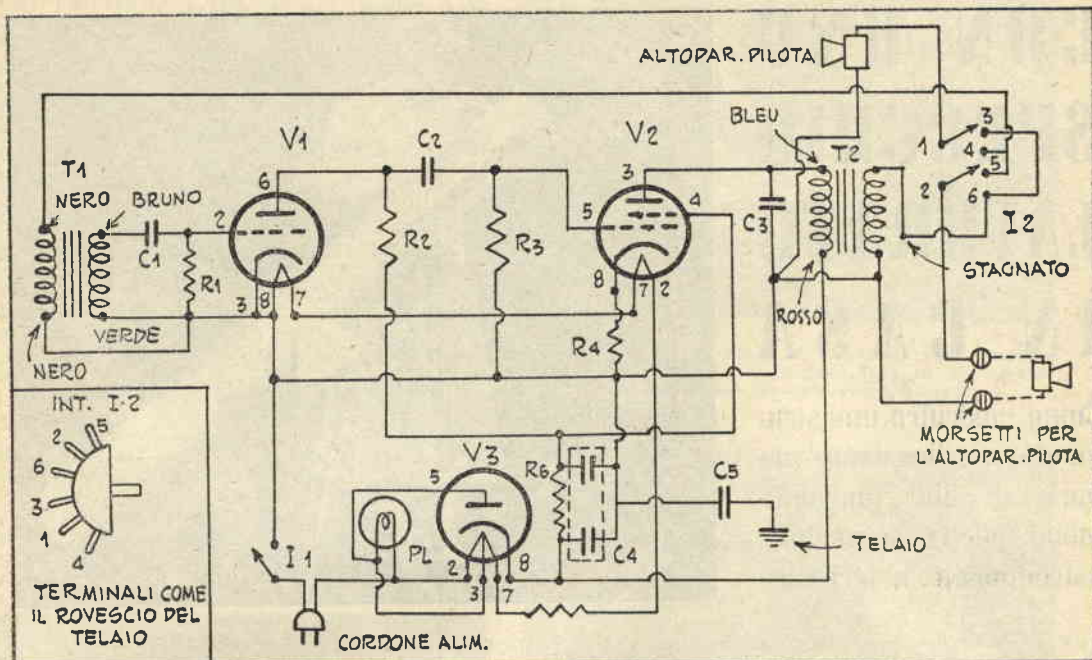 ALTOPAR. PILOTA
BLEU
V1
C2
V2
T2
T1
NERO
BRUNO
C1
R1
VERDE
NERO
6
2
3
8
7
R2
R3
5
3
4
8
7
2
R4
C3
ROSSO
1
2
3
4
5
6
I2
STAGNATO
MORSETTI PER
L'ALTOPAR. PILOTA
INT. I-2
5
2
6
3
1
4
TERMINALI COME
IL ROVESCIO DEL
TELAIO
I1
PL
V3
5
2
3
7
8
R6
C4
C5
TELAIO
CORDONE ALIM.